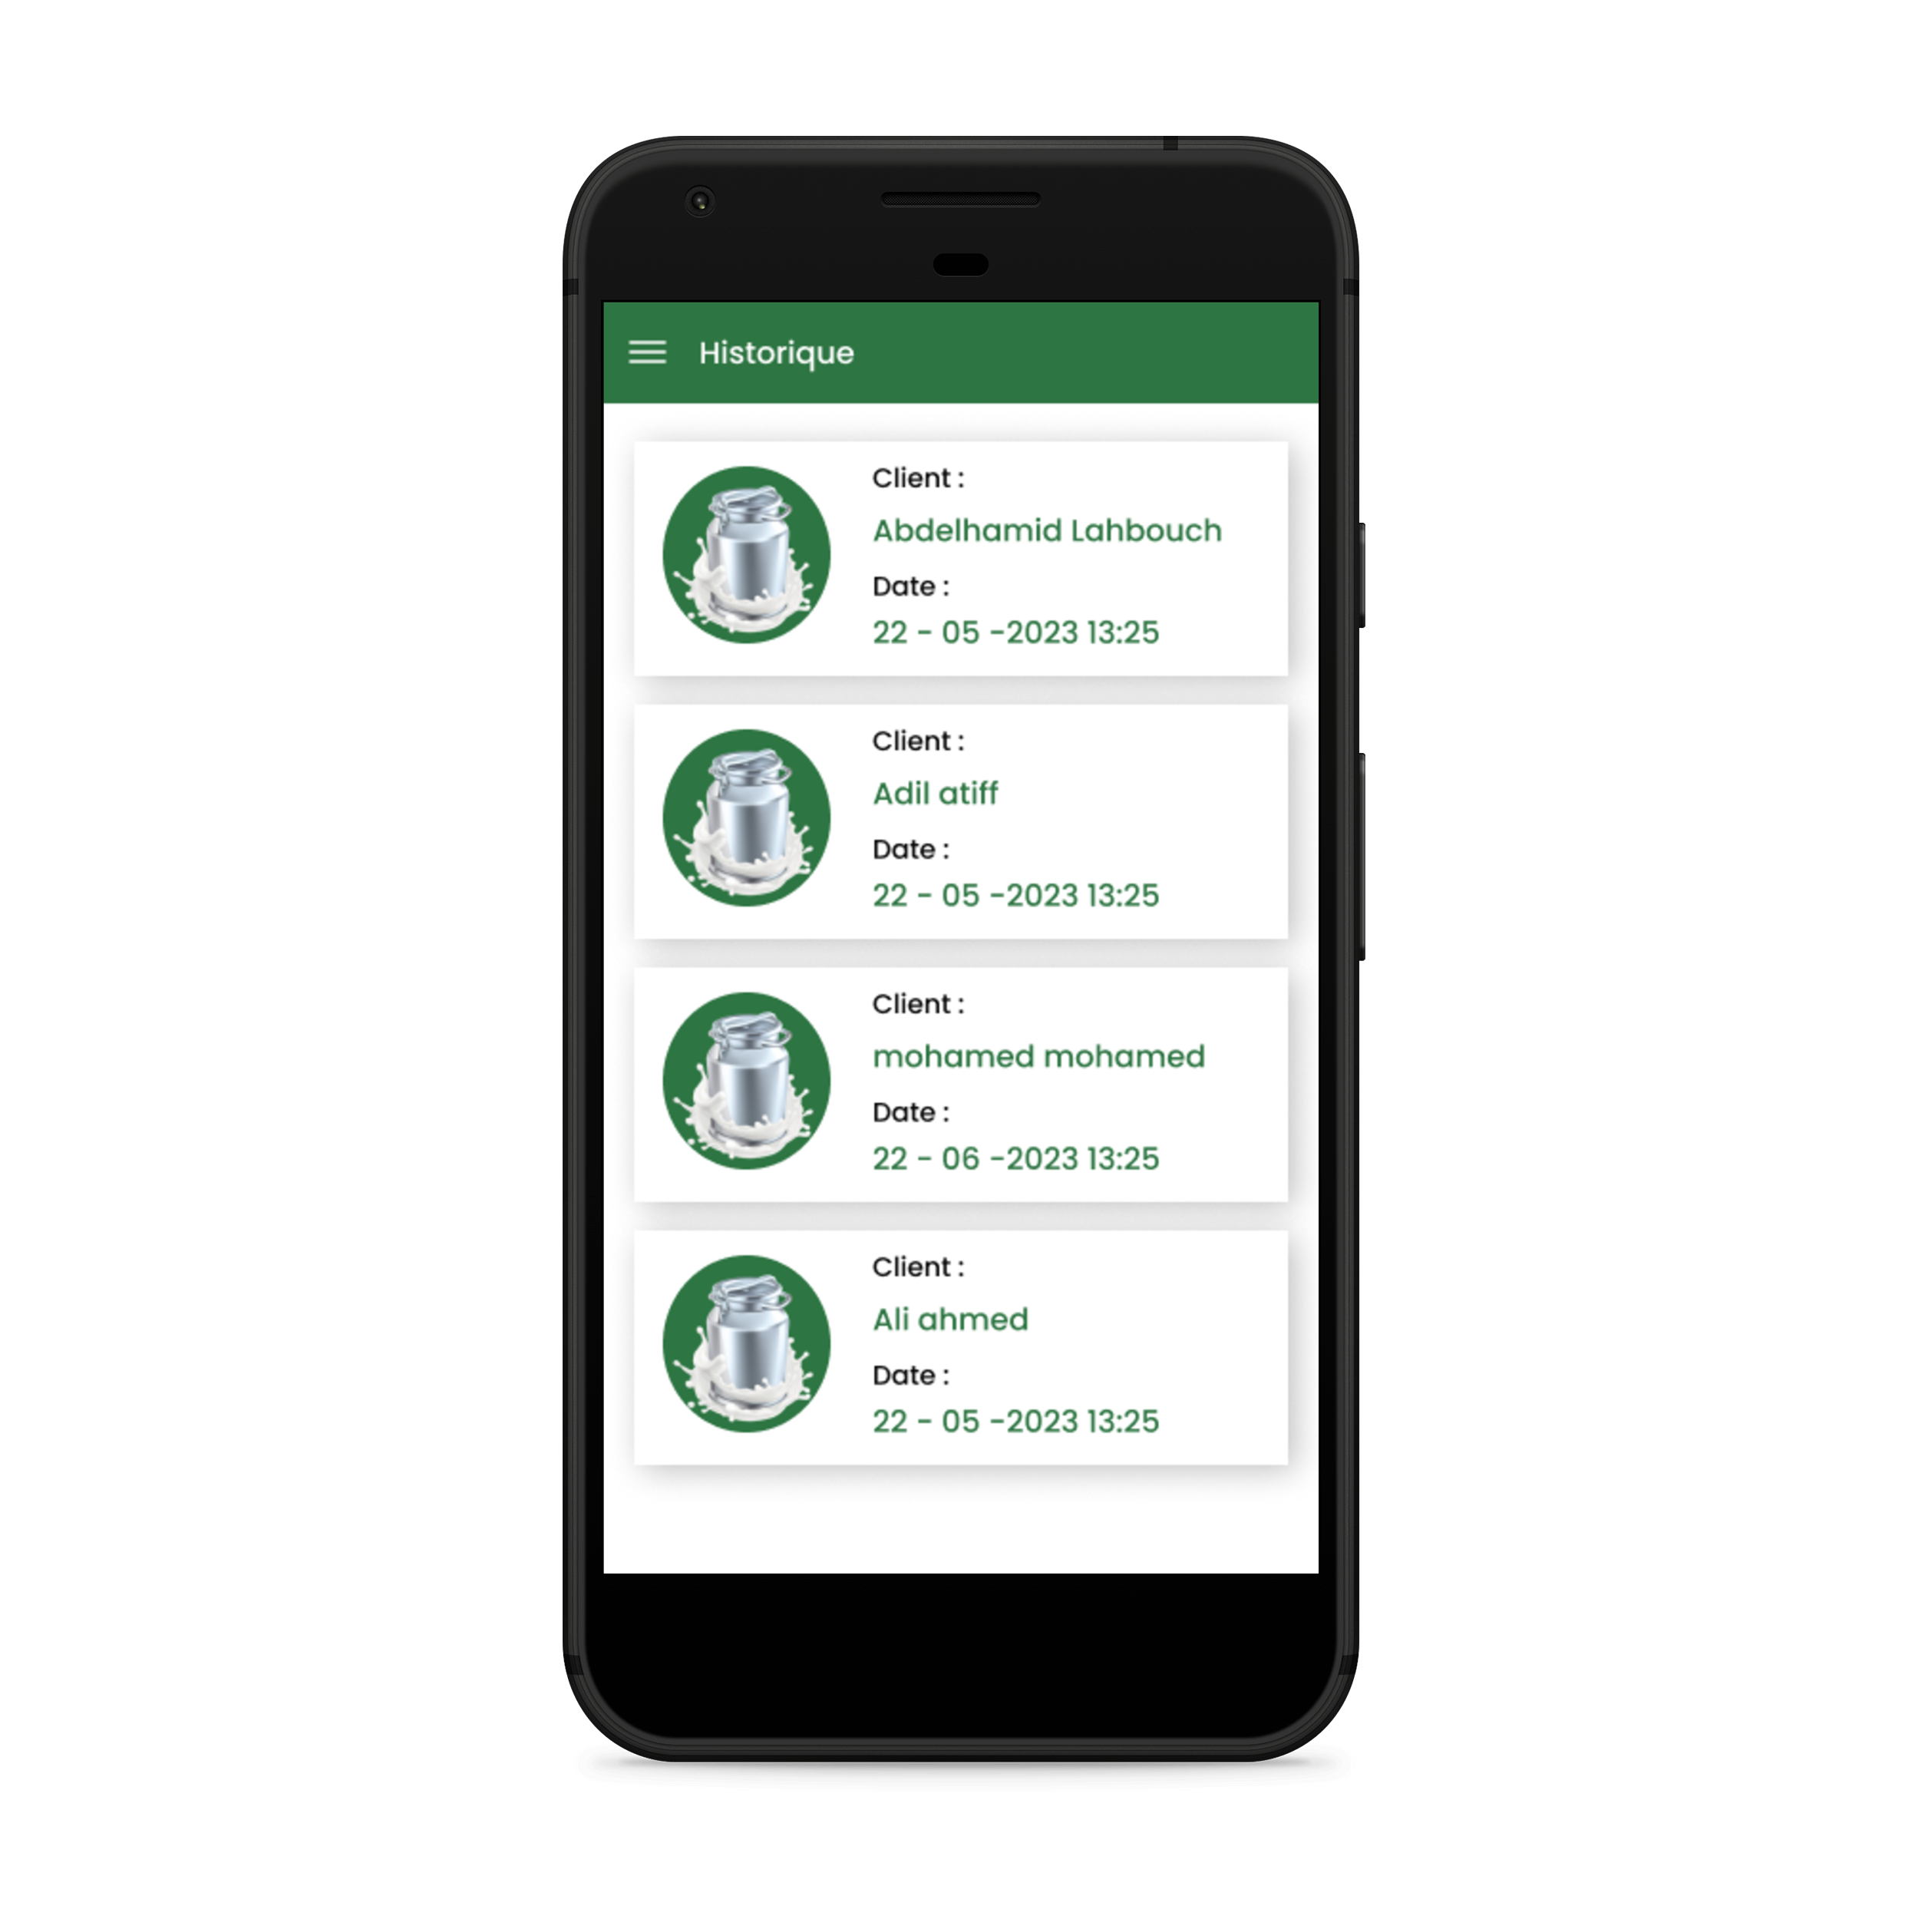 Historique
Client :
Abdelhamid Lahbouch
Date :
22 - 05 -2023 13:25
Client :
Adil atiff
Date :
22 - 05 -2023 13:25
Client :
mohamed mohamed
Date :
22 - 06 -2023 13:25
Client :
Ali ahmed
Date :
22 - 05 -2023 13:25